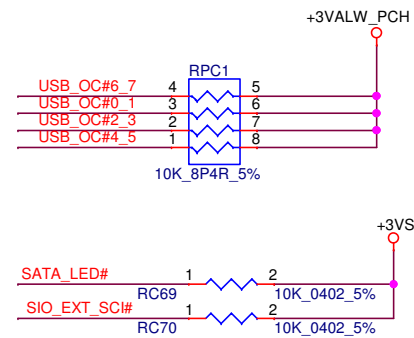 +3VALW_PCH
RPC1
USB_OC#6_7 4 5
USB_OC#0_1 3 6
USB_OC#2_3 2 7
USB_OC#4_5 1 8
10K_8P4R_5%
+3VS
SATA_LED# 1 2
RC69 10K_0402_5%
SIO_EXT_SCI# 1 2
RC70 10K_0402_5%